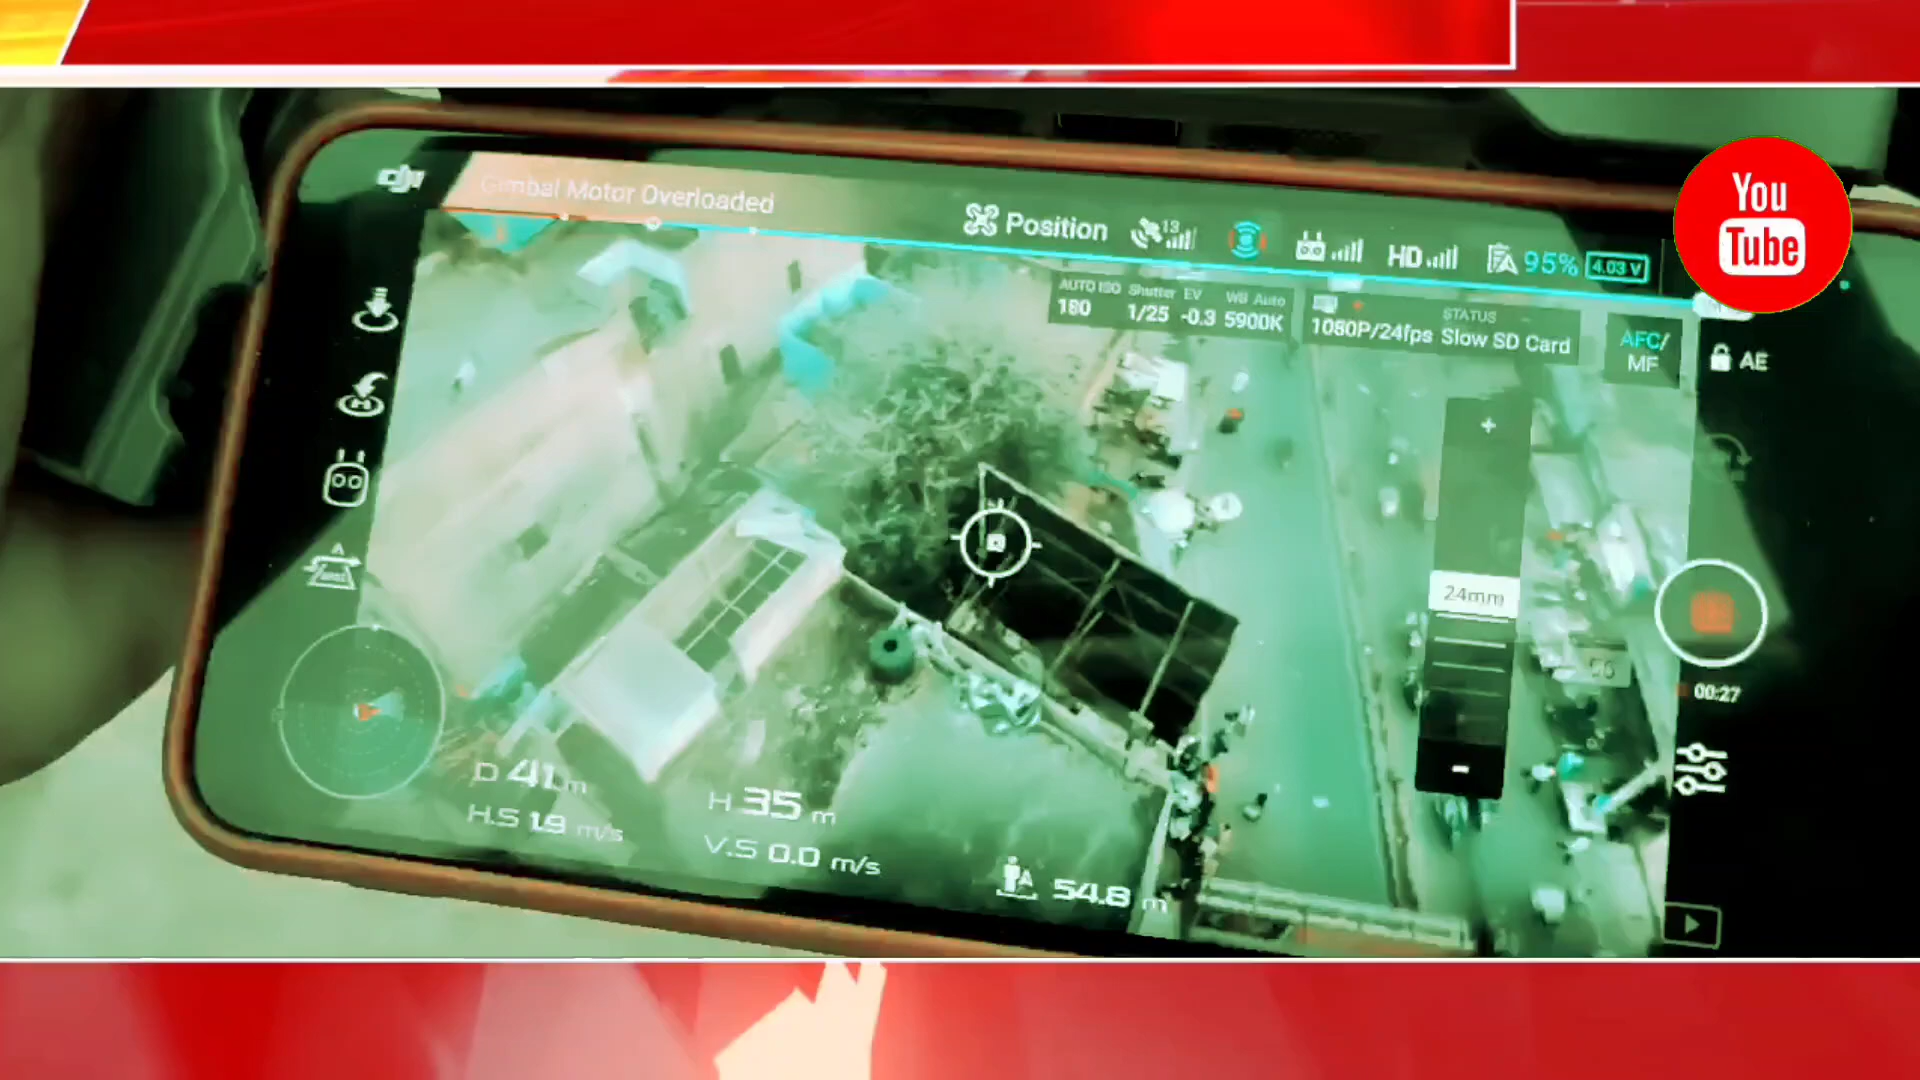 dji
Gimbal Motor Overloaded
Position
13
HD
95%
4.03 V
You
Tube
AUTO ISO Shutter EV WB Auto
180 1/25 -0.3 5900K
STATUS
1080P/24fps Slow SD Card
AFC/
MF
AE
+
24mm
-
00:27
D 41 m
H 35 m
H.S 1.9 m/s
V.S 0.0 m/s
A 54.8 m